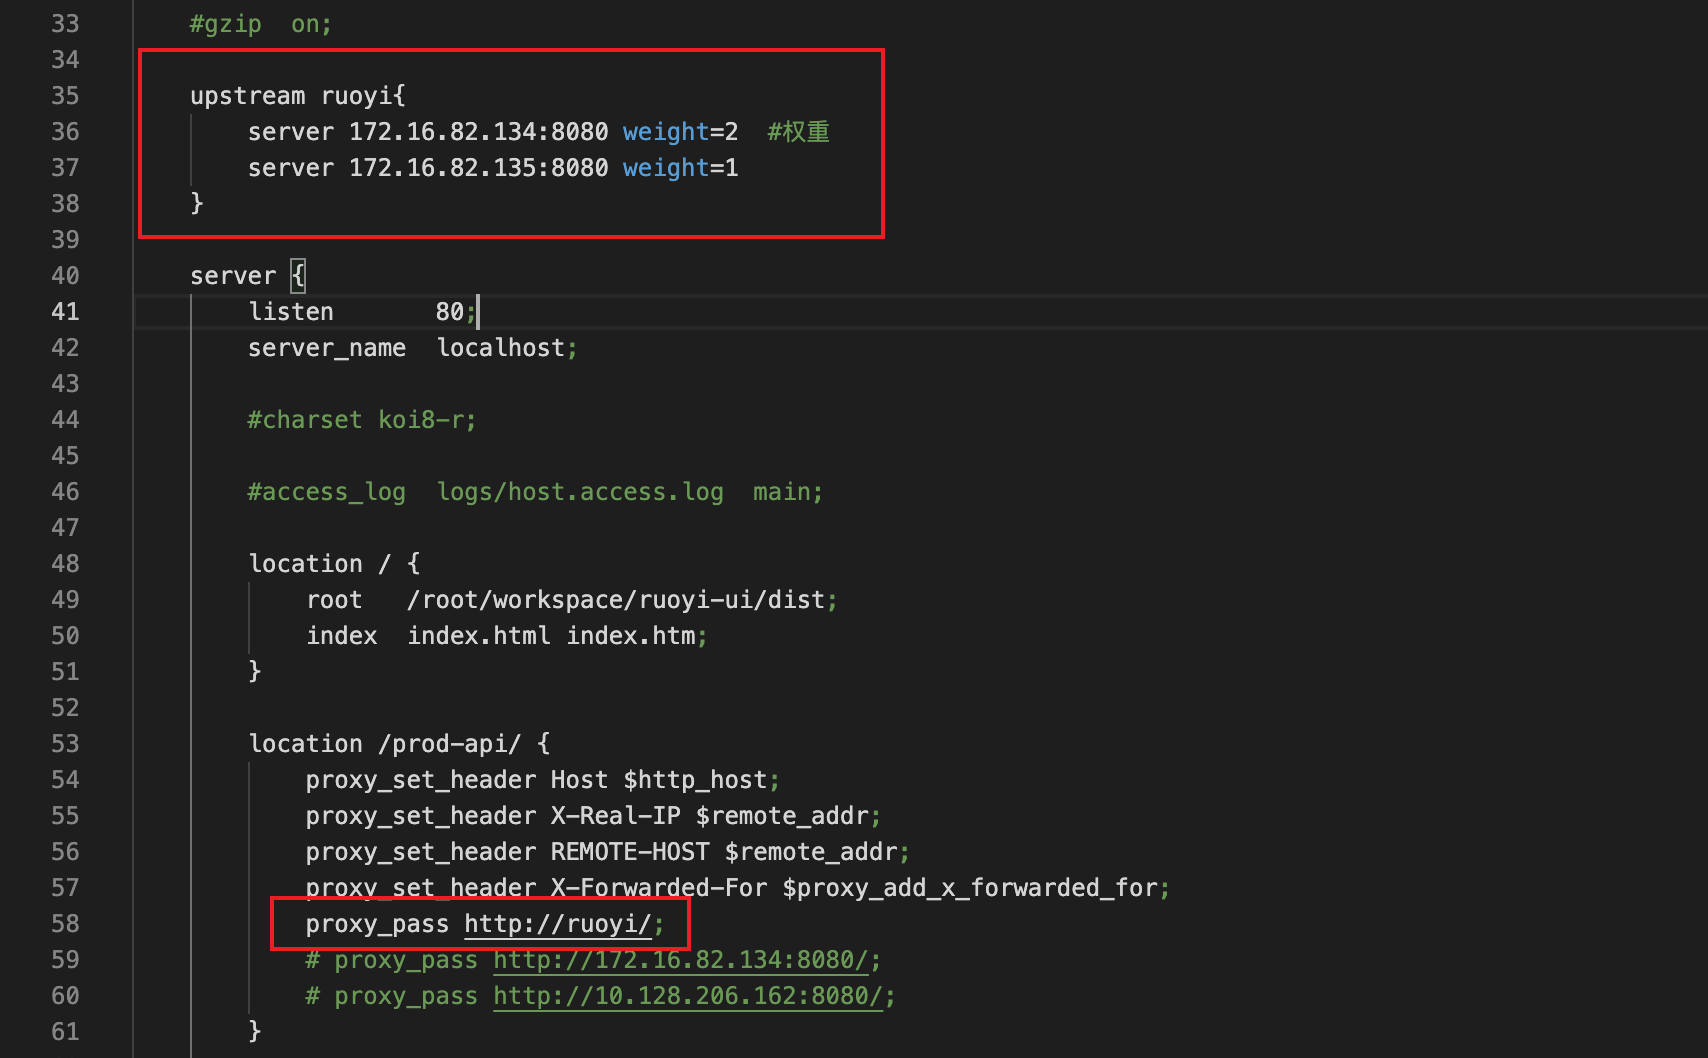 33 #gzip  on;
34
35 upstream ruoyi{
36     server 172.16.82.134:8080 weight=2  #权重
37     server 172.16.82.135:8080 weight=1
38 }
39
40 server {
41     listen       80;
42     server_name  localhost;
43
44     #charset koi8-r;
45
46     #access_log  logs/host.access.log  main;
47
48     location / {
49         root   /root/workspace/ruoyi-ui/dist;
50         index  index.html index.htm;
51     }
52
53     location /prod-api/ {
54         proxy_set_header Host $http_host;
55         proxy_set_header X-Real-IP $remote_addr;
56         proxy_set_header REMOTE-HOST $remote_addr;
57         proxy_set_header X-Forwarded-For $proxy_add_x_forwarded_for;
58         proxy_pass http://ruoyi/;
59         # proxy_pass http://172.16.82.134:8080/;
60         # proxy_pass http://10.128.206.162:8080/;
61     }